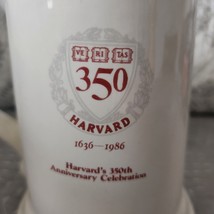 VE RI TAS
350
HARVARD
1636-1986
Harvard's 350th
Anniversary Celebration